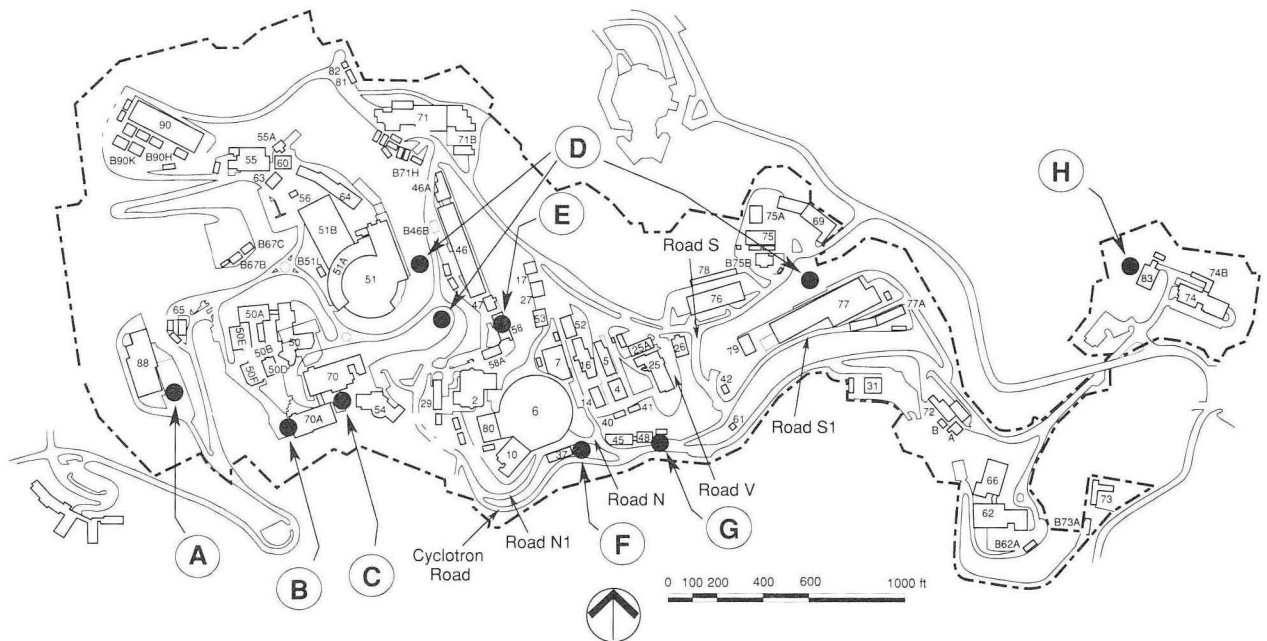 82
81
90
71
55A
71B
B90K
B90H
55
60
D
B71H
H
63
46A
E
56
64
75A
69
51B
B46B
Road S
75
B67C
46
B67B
B51L
51A
51
B75B
78
17
83
74B
76
27
74
77
77A
65
50A
47
58
53
52
50E
50
25A
26
79
50B
58A
7
16
5
88
50D
25
50F
70
42
31
29
2
4
14
72
54
6
41
B
A
70A
40
61
80
Road S1
45
48
10
37
66
Road N
Road V
73
62
A
G
Road N1
F
B73A
C
Cyclotron
Road
B62A
B
0 100 200 400 600 1000 ft